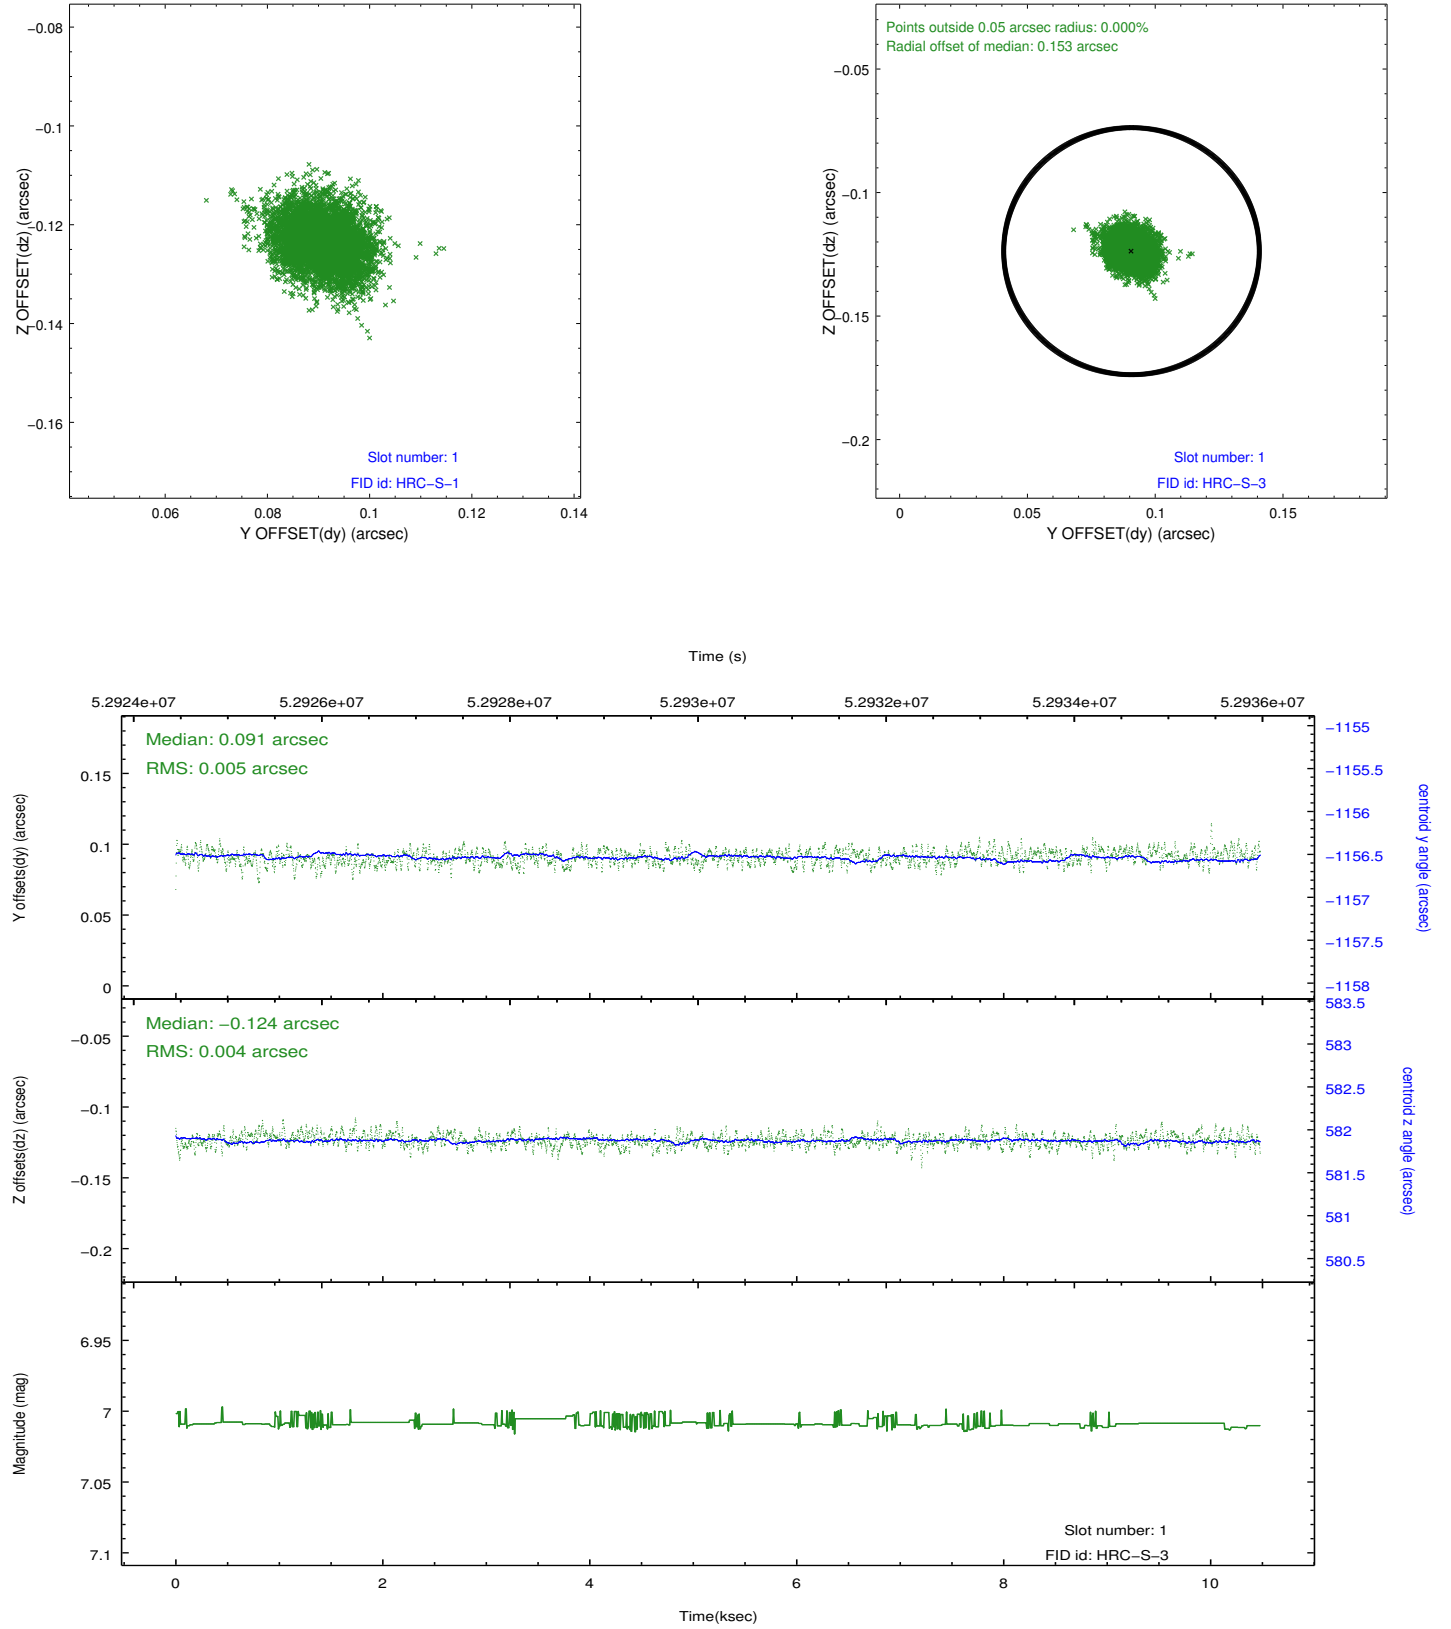 −0.08
−0.1
−0.12
−0.14
−0.16
Z OFFSET(dz) (arcsec)
Slot number: 1
FID id: HRC−S−1
0.06
0.08
0.1
0.12
0.14
Y OFFSET(dy) (arcsec)
Points outside 0.05 arcsec radius: 0.000%
Radial offset of median: 0.153 arcsec
−0.05
−0.1
−0.15
−0.2
Z OFFSET(dz) (arcsec)
Slot number: 1
FID id: HRC−S−3
0
0.05
0.1
0.15
Y OFFSET(dy) (arcsec)
Time (s)
5.2924e+07
5.2926e+07
5.2928e+07
5.293e+07
5.2932e+07
5.2934e+07
5.2936e+07
Median: 0.091 arcsec
RMS: 0.005 arcsec
0.15
0.1
0.05
0
Y offsets(dy) (arcsec)
−1155
−1155.5
−1156
−1156.5
−1157
−1157.5
−1158
centroid y angle (arcsec)
Median: −0.124 arcsec
RMS: 0.004 arcsec
−0.05
−0.1
−0.15
−0.2
Z offsets(dz) (arcsec)
583.5
583
582.5
582
581.5
581
580.5
centroid z angle (arcsec)
6.95
7
7.05
7.1
Magnitude (mag)
Slot number: 1
FID id: HRC−S−3
0
2
4
6
8
10
Time(ksec)